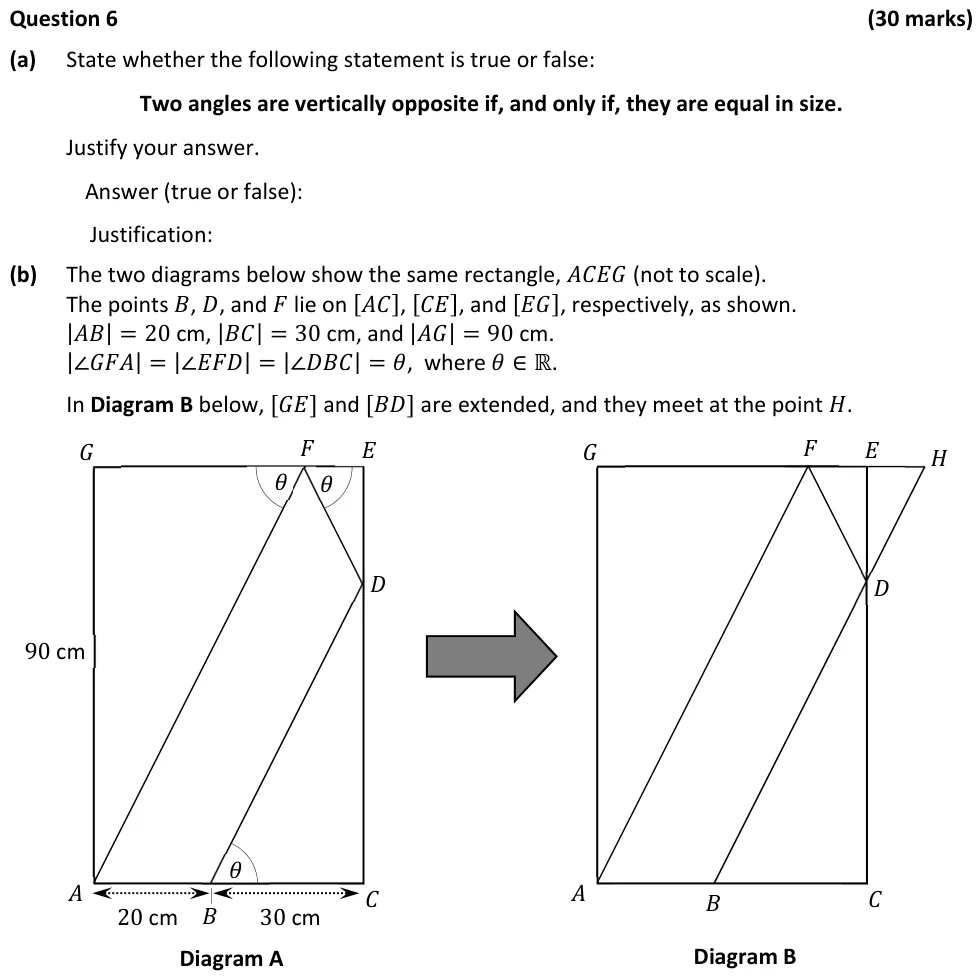 Question 6 (30 marks)
(a) State whether the following statement is true or false:
Two angles are vertically opposite if, and only if, they are equal in size.
Justify your answer.
Answer (true or false):
Justification:
(b) The two diagrams below show the same rectangle, ACEG (not to scale).
The points B, D, and F lie on [AC], [CE], and [EG], respectively, as shown.
|AB| = 20 cm, |BC| = 30 cm, and |AG| = 90 cm.
|∠GFA| = |∠EFD| = |∠DBC| = θ, where θ ∈ ℝ.
In Diagram B below, [GE] and [BD] are extended, and they meet at the point H.
G F E
θ θ
D
90 cm
θ
A C
20 cm B 30 cm
Diagram A
G F E H
D
A B C
Diagram B